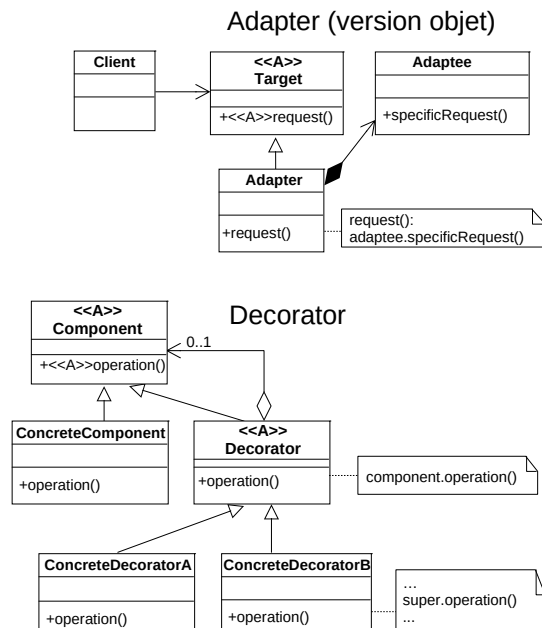 Adapter (version objet)
Client
<<A>>
Target
+<<A>>request()
Adaptee
+specificRequest()
Adapter
+request()
request():
adaptee.specificRequest()
Decorator
<<A>>
Component
+<<A>>operation()
0..1
ConcreteComponent
+operation()
<<A>>
Decorator
+operation()
component.operation()
ConcreteDecoratorA
+operation()
ConcreteDecoratorB
+operation()
...
super.operation()
...